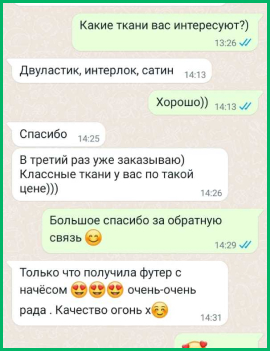 Какие ткани вас интересуют?)
13:26
Двуластик, интерлок, сатин 14:13
Хорошо)) 14:13
Спасибо 14:25
В третий раз уже заказываю)
Классные ткани у вас по такой
цене))) 14:26
Большое спасибо за обратную
связь 😊 14:29
Только что получила футер с
начёсом 😍😍😍 очень-очень
рада . Качество огонь х☺️
14:31